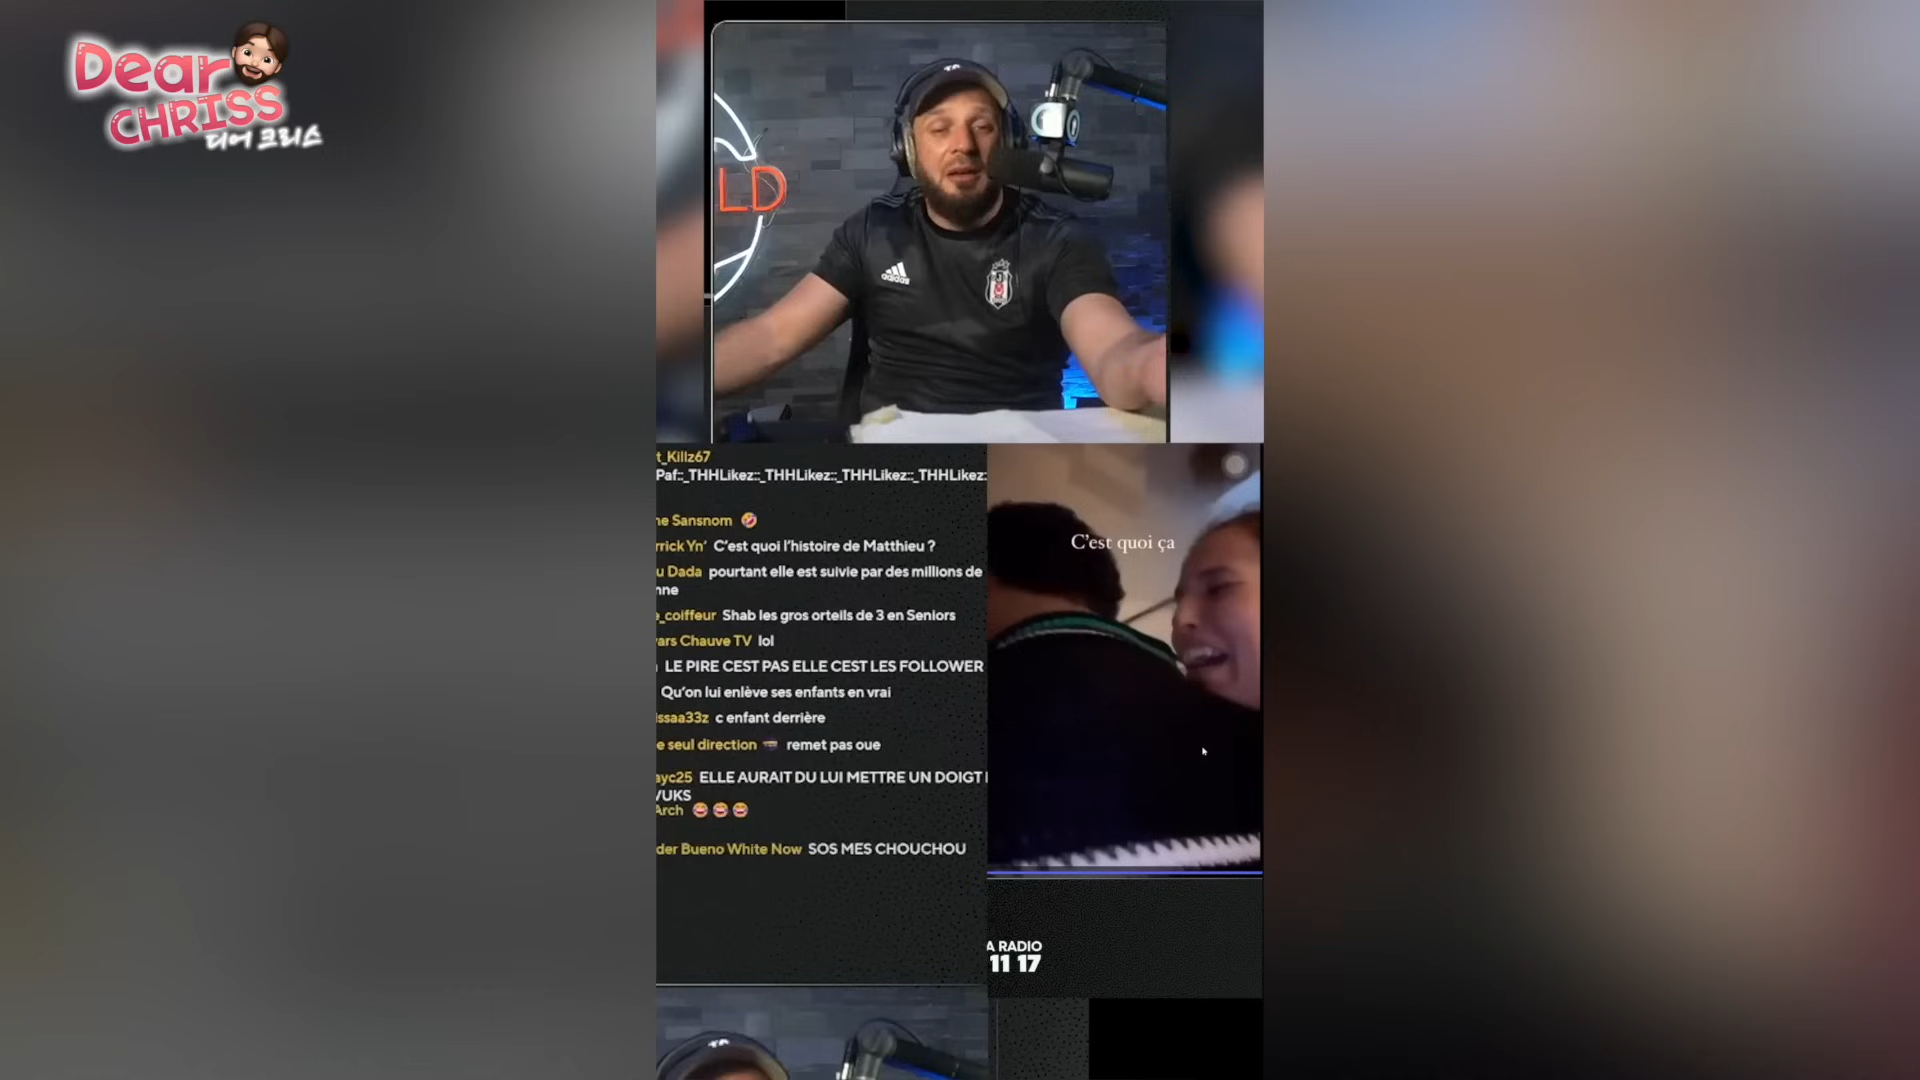 Dear
CHRISS
디어 크리스
LD
adidas
t_Killz67
Paf::_THHLikez::_THHLikez::_THHLikez::_THHLikez:
ne Sansnom
rrick Yn' C'est quoi l'histoire de Matthieu ?
u Dada pourtant elle est suivie par des millions de
nne
_coiffeur Shab les gros orteils de 3 en Seniors
ars Chauve TV lol
LE PIRE CEST PAS ELLE CEST LES FOLLOWER
Qu'on lui enlève ses enfants en vrai
ssaa33z c enfant derrière
e seul direction remet pas oue
ayc25 ELLE AURAIT DU LUI METTRE UN DOIGT
VUKS
Arch
der Bueno White Now SOS MES CHOUCHOU
C'est quoi ça
A RADIO
11 17